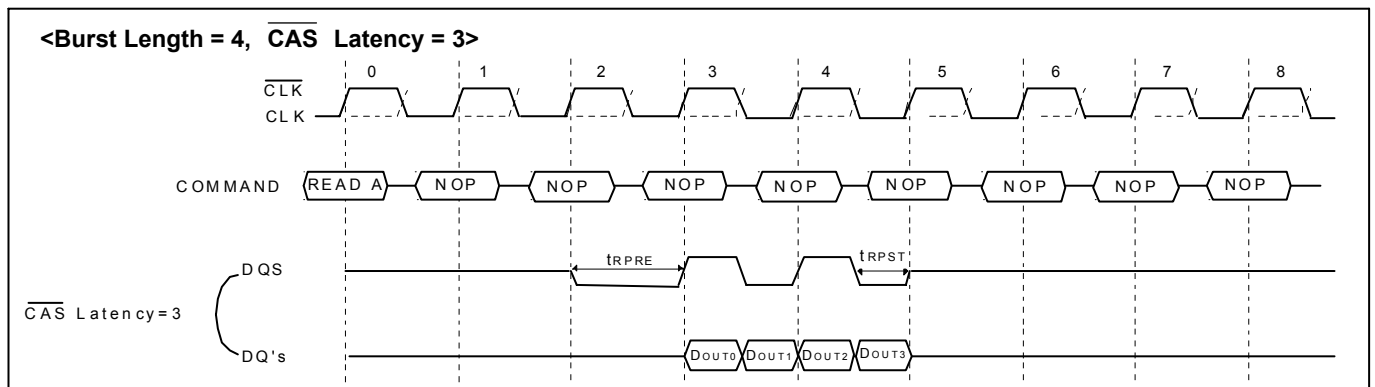 <Burst Length = 4, CAS Latency = 3>
0 1 2 3 4 5 6 7 8
CLK
CLK
COMMAND READ A NOP NOP NOP NOP NOP NOP NOP NOP
DQS tRPRE tRPST
CAS Latency=3
DQ's DOUT0 DOUT1 DOUT2 DOUT3